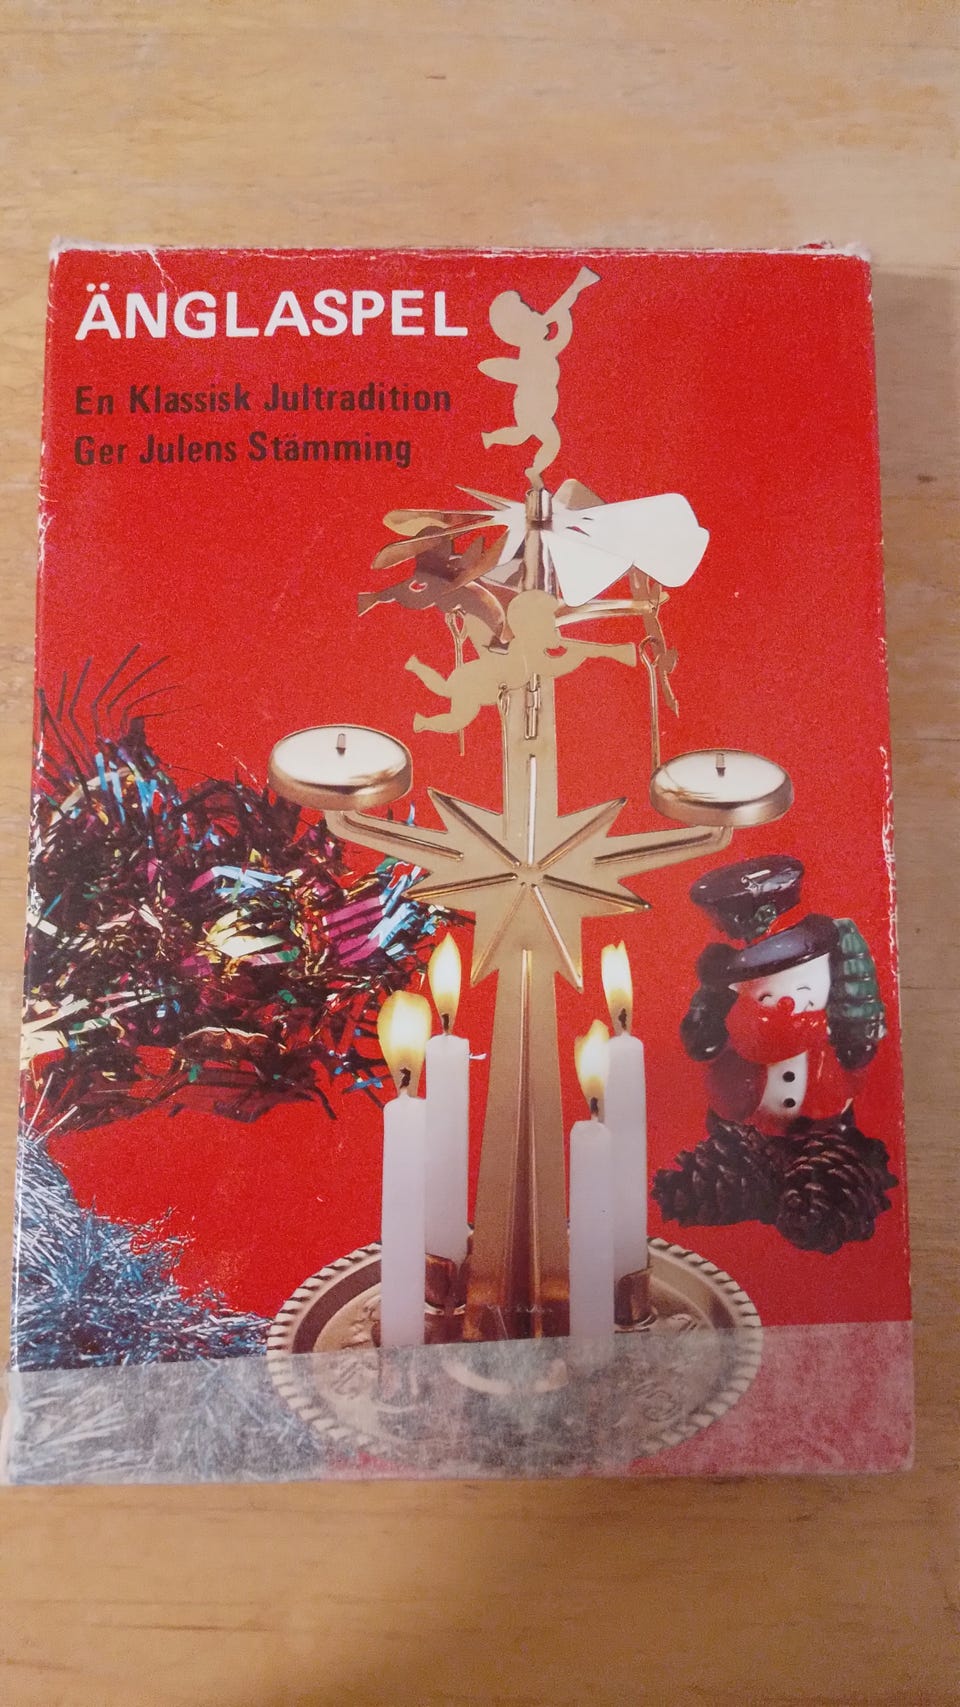 ÄNGLASPEL
En Klassisk Jultradition
Ger Julens Stämming